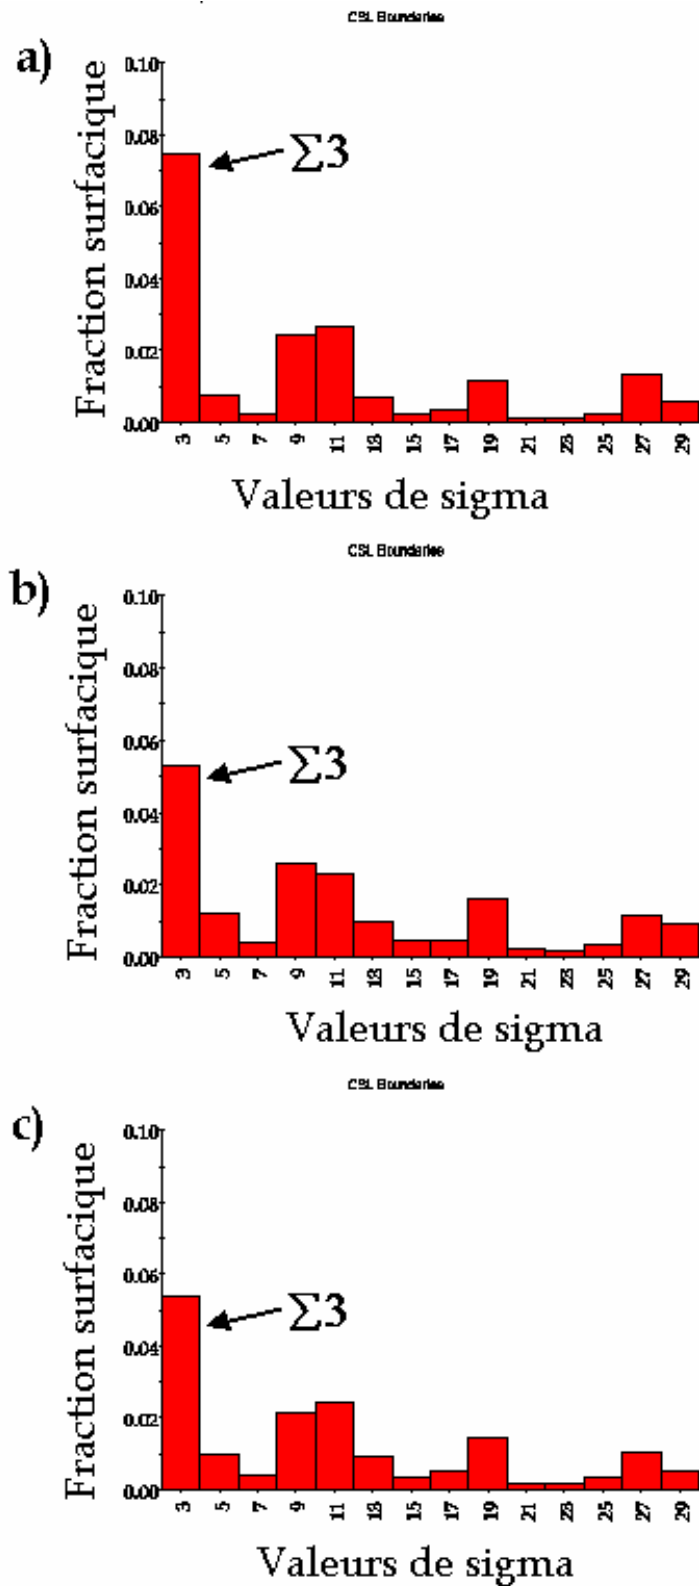 CSL Boundaries
a)
Fraction surfacique
0.10
0.08
0.06
0.04
0.02
0.00
Σ3
3 5 7 9 11 13 15 17 19 21 23 25 27 29
Valeurs de sigma
CSL Boundaries
b)
Fraction surfacique
0.10
0.08
0.06
0.04
0.02
0.00
Σ3
3 5 7 9 11 13 15 17 19 21 23 25 27 29
Valeurs de sigma
CSL Boundaries
c)
Fraction surfacique
0.10
0.08
0.06
0.04
0.02
0.00
Σ3
3 5 7 9 11 13 15 17 19 21 23 25 27 29
Valeurs de sigma